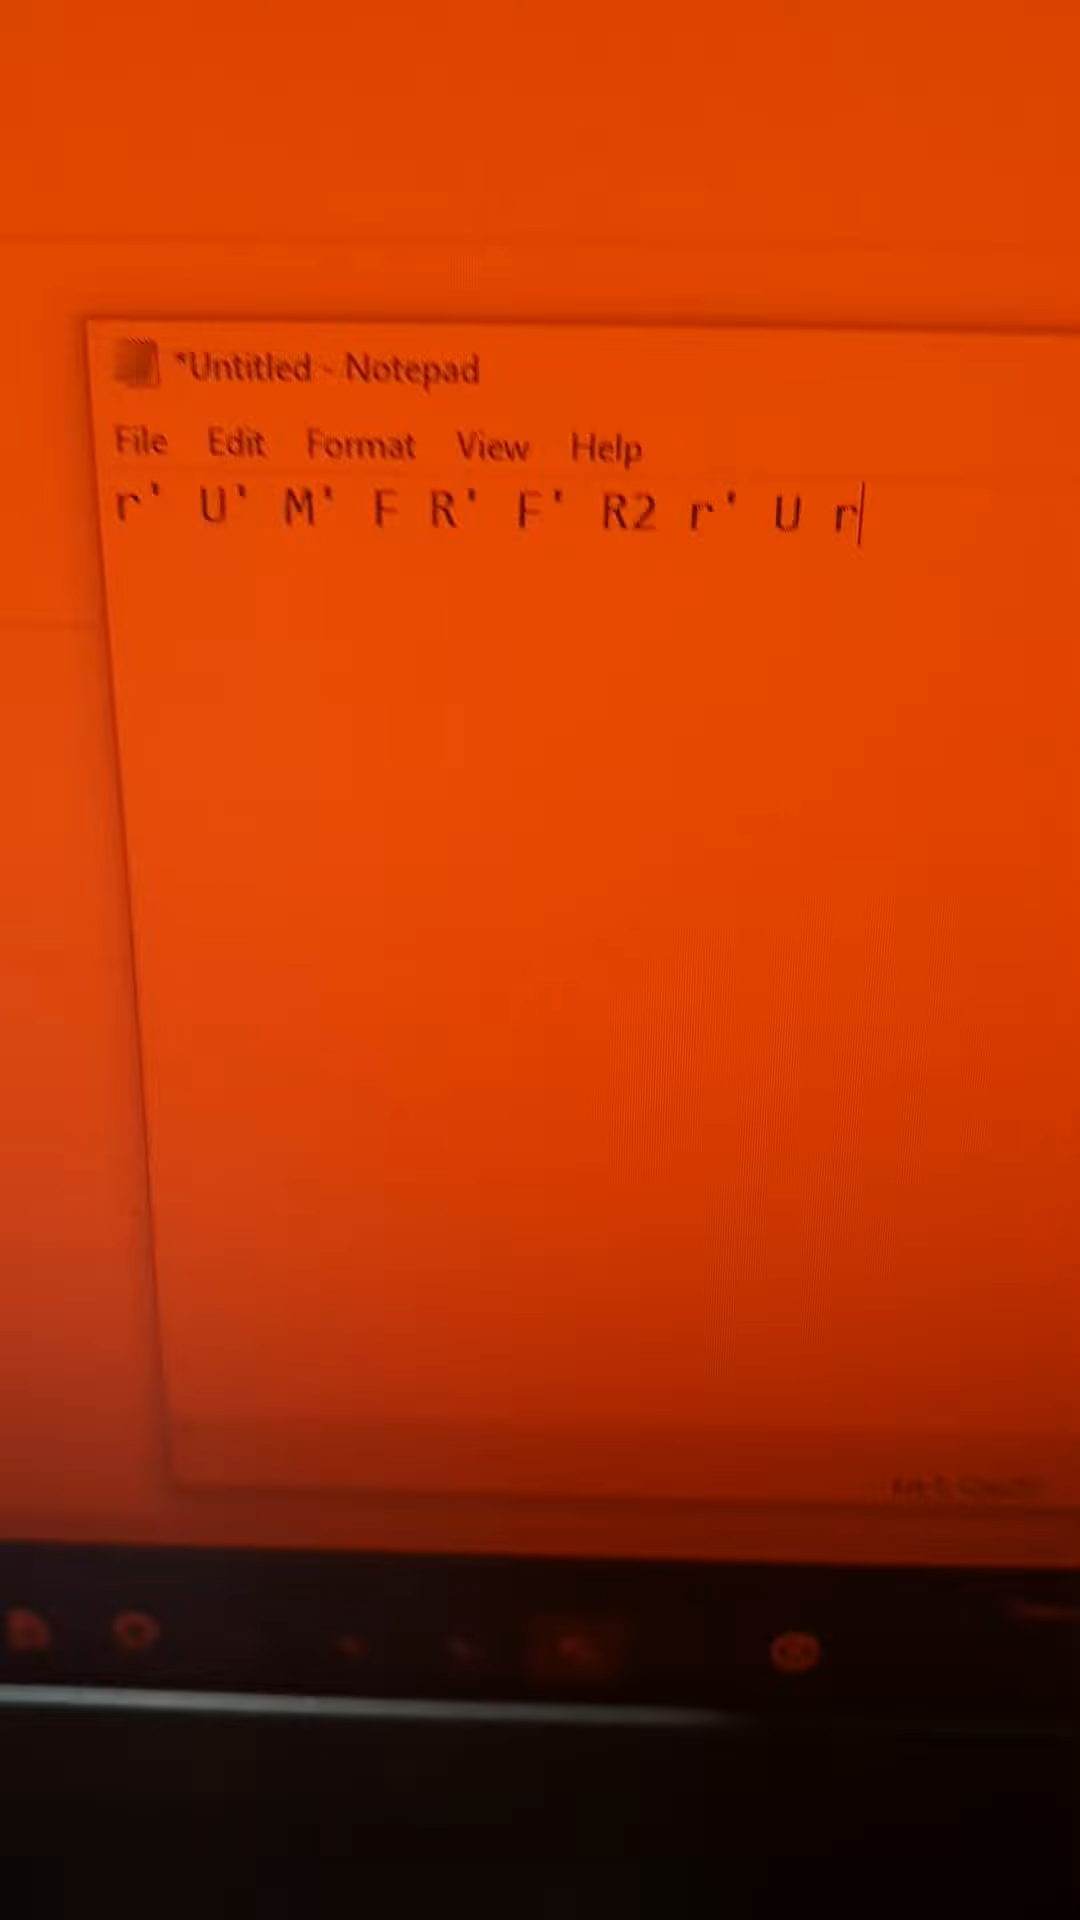 *Untitled - Notepad
File Edit Format View Help
r' U' M' F R' F' R2 r' U r